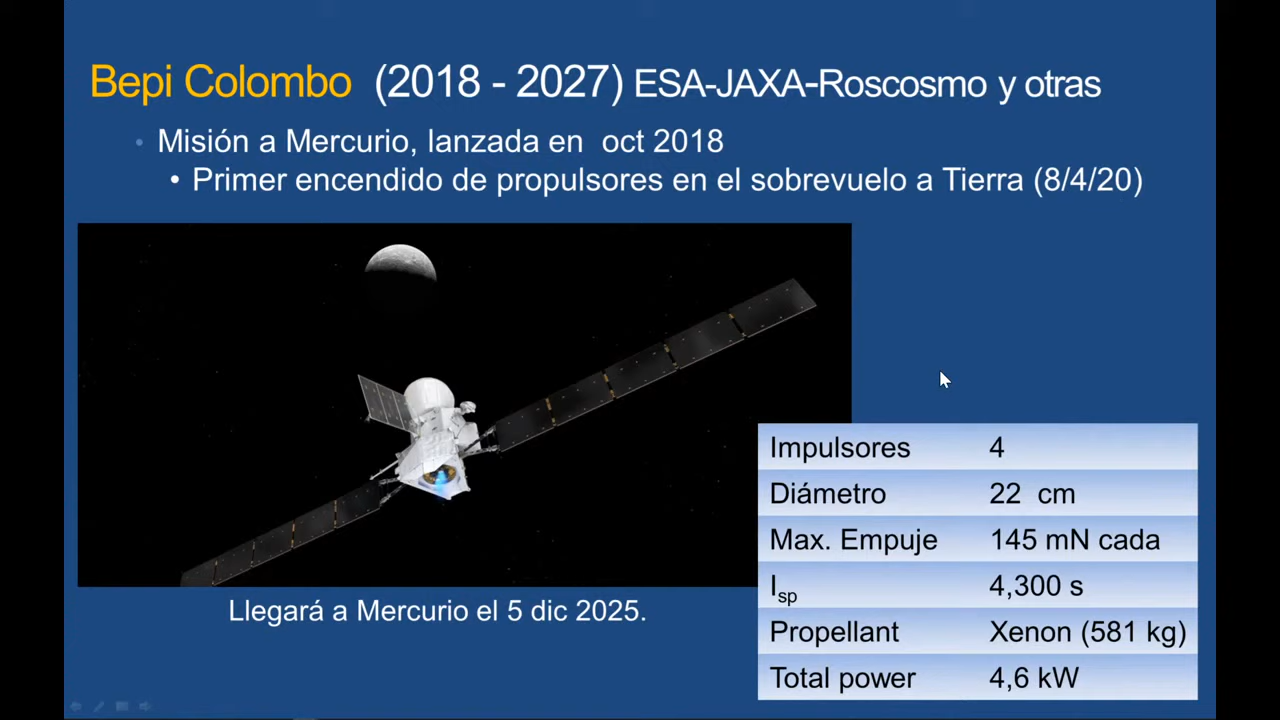 Bepi Colombo (2018 - 2027) ESA-JAXA-Roscosmo y otras
• Misión a Mercurio, lanzada en oct 2018
• Primer encendido de propulsores en el sobrevuelo a Tierra (8/4/20)
Impulsores 4
Diámetro 22 cm
Max. Empuje 145 mN cada
Isp 4,300 s
Propellant Xenon (581 kg)
Total power 4,6 kW
Llegará a Mercurio el 5 dic 2025.